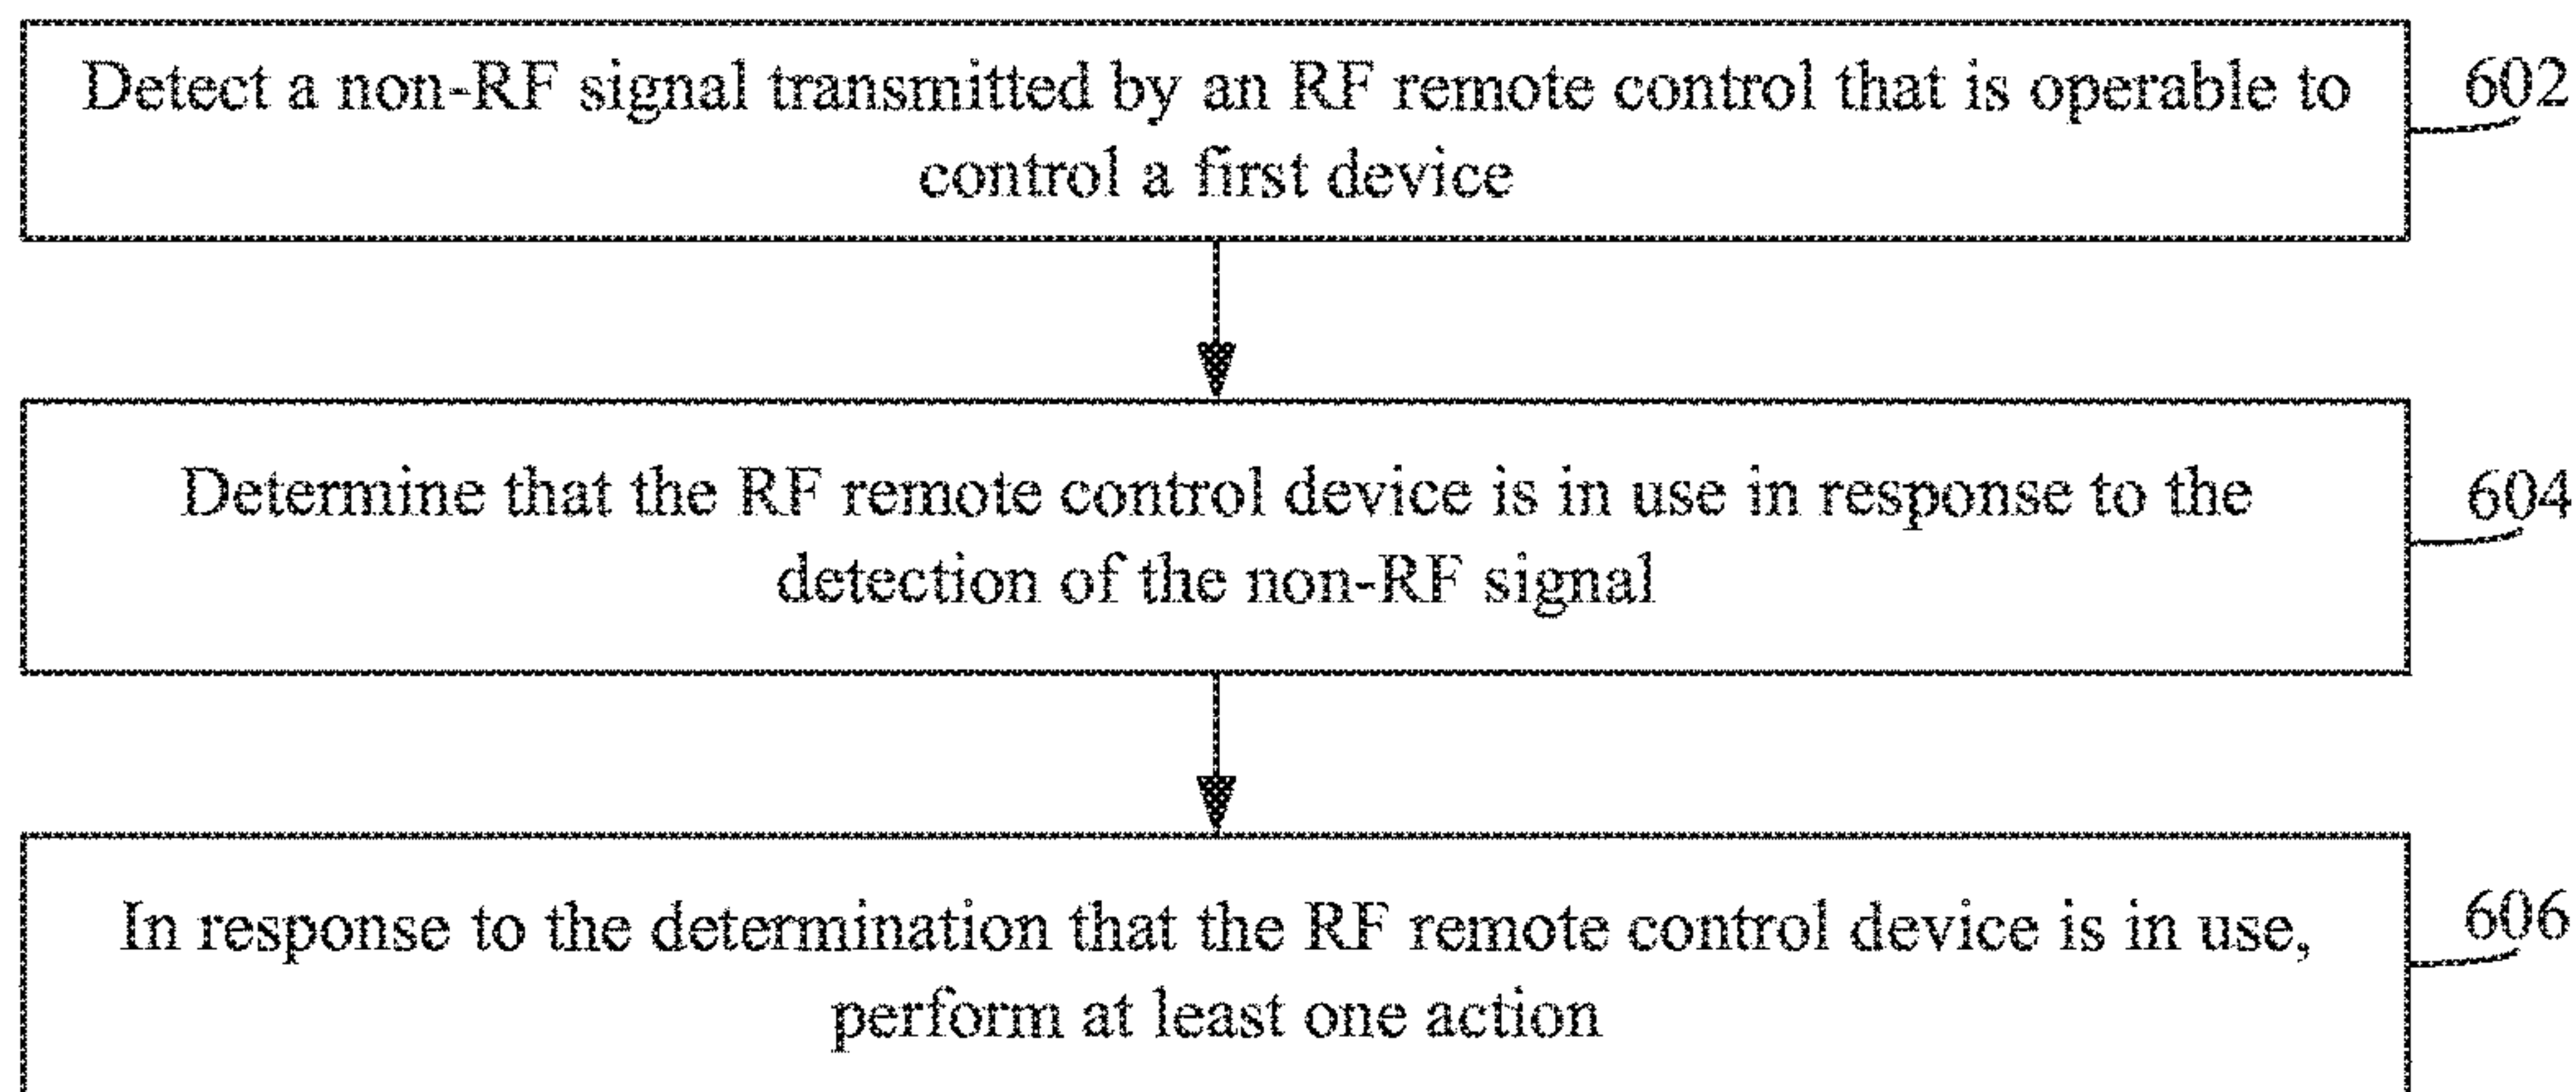 Detect a non-RF signal transmitted by an RF remote control that is operable to
control a first device
602
Determine that the RF remote control device is in use in response to the
detection of the non-RF signal
604
In response to the determination that the RF remote control device is in use,
perform at least one action
606